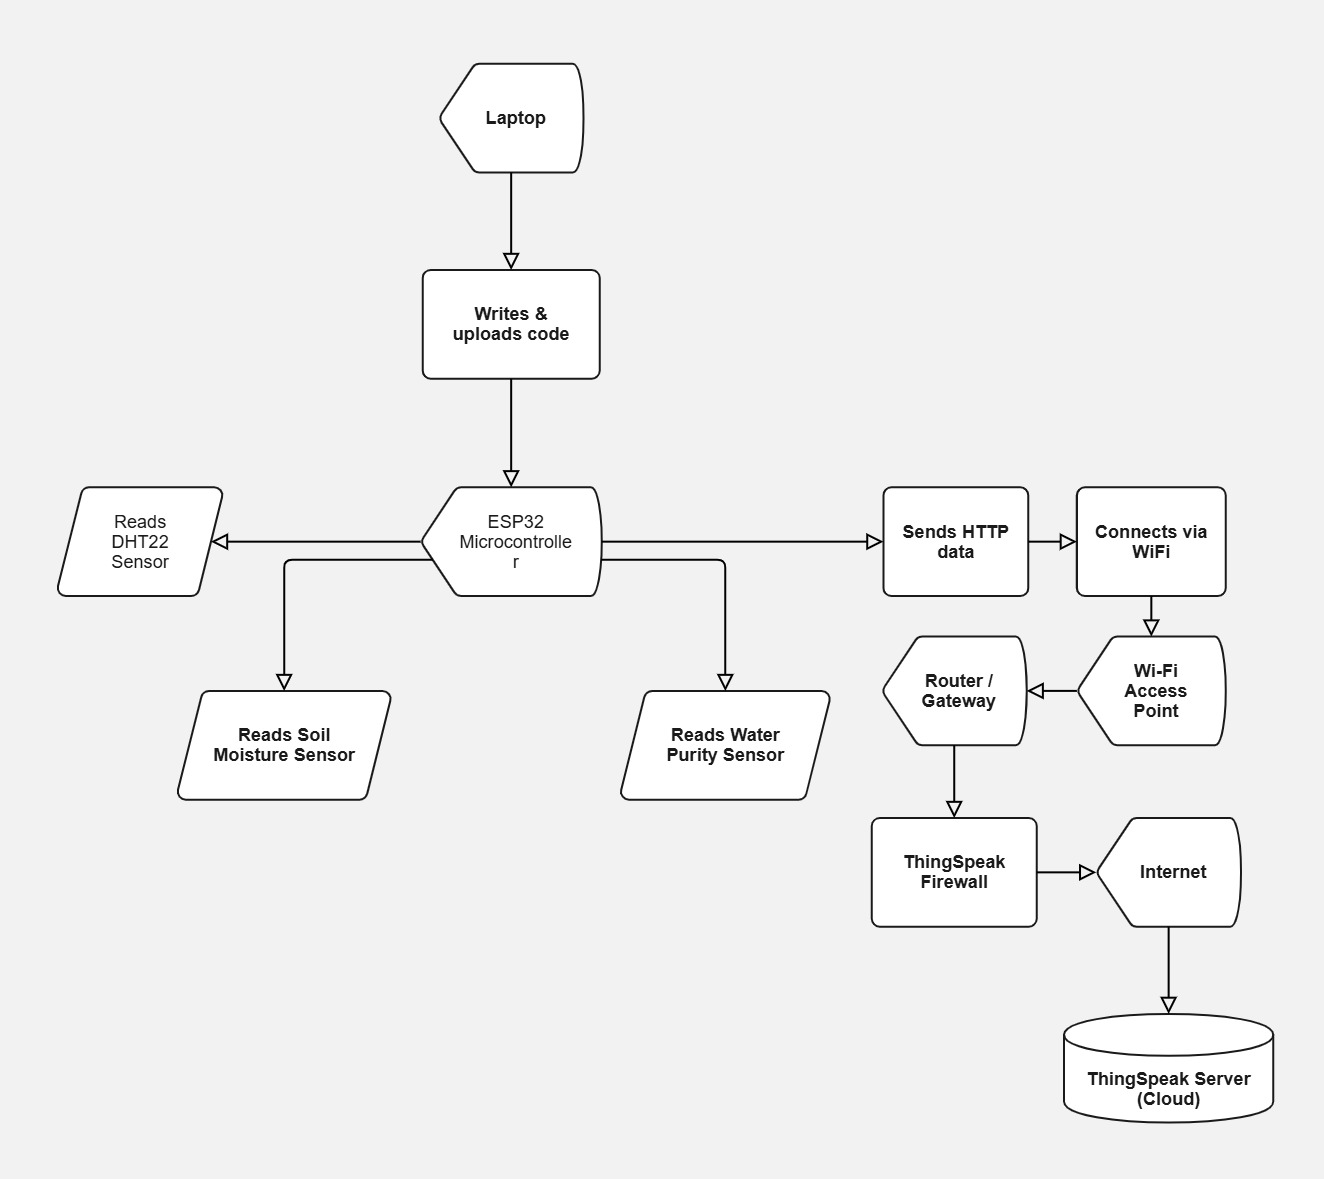 Laptop
Writes &
uploads code
Reads
DHT22
Sensor
ESP32
Microcontrolle
r
Sends HTTP
data
Connects via
WiFi
Router /
Gateway
Wi-Fi
Access
Point
Reads Soil
Moisture Sensor
Reads Water
Purity Sensor
ThingSpeak
Firewall
Internet
ThingSpeak Server
(Cloud)